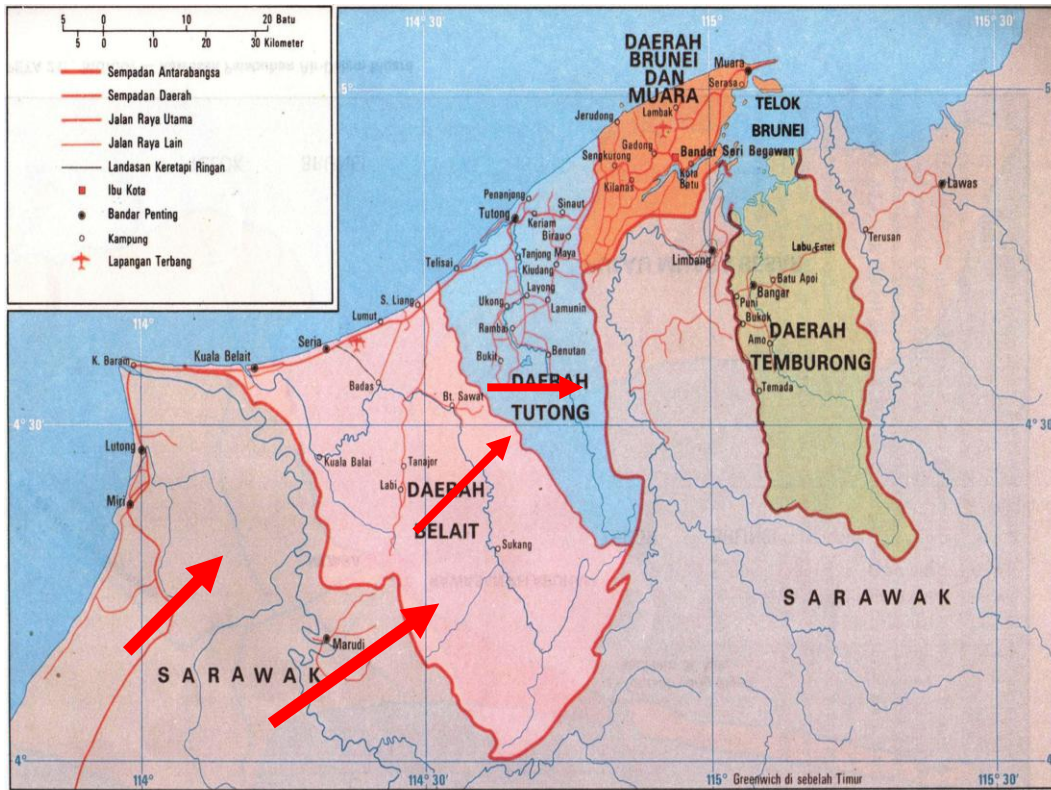 5 0 10 20 Batu
5 0 10 20 30 Kilometer
Sempadan Antarabangsa
Sempadan Daerah
Jalan Raya Utama
Jalan Raya Lain
Landasan Keretapi Ringan
Ibu Kota
Bandar Penting
Kampung
Lapangan Terbang
114° 30'
115°
115° 30'
5°
DAERAH
BRUNEI
DAN
MUARA
Muara
Serasa
Lambak
Jerudong
TELOK
BRUNEI
Gadong
Sengkurong
Bandar Seri Begawan
Kota
Batu
Kilanas
Lawas
Penanjong
Tutong
Sinaut
Keriam
Birau
Terusan
Labu Estet
Limbang
Tanjong Maya
Kiudang
Telisai
Batu Apoi
Bangar
Layong
Ukong
Lamunin
Puni
Bukok
S. Liang
Lumut
Ramba
Amo
DAERAH
TEMBURONG
114°
Seria
Kuala Belait
K. Baram
Bukit
Benutan
Badas
DAERAH
TUTONG
Temada
Bt. Sawat
4° 30'
4° 30'
Lutong
Kuala Balai
Tanajor
Labi
DAERAH
BELAIT
Miri
Sukang
SARAWAK
Marudi
SARAWAK
4°
4°
114°
114° 30'
115°
Greenwich di sebelah Timur
115° 30'